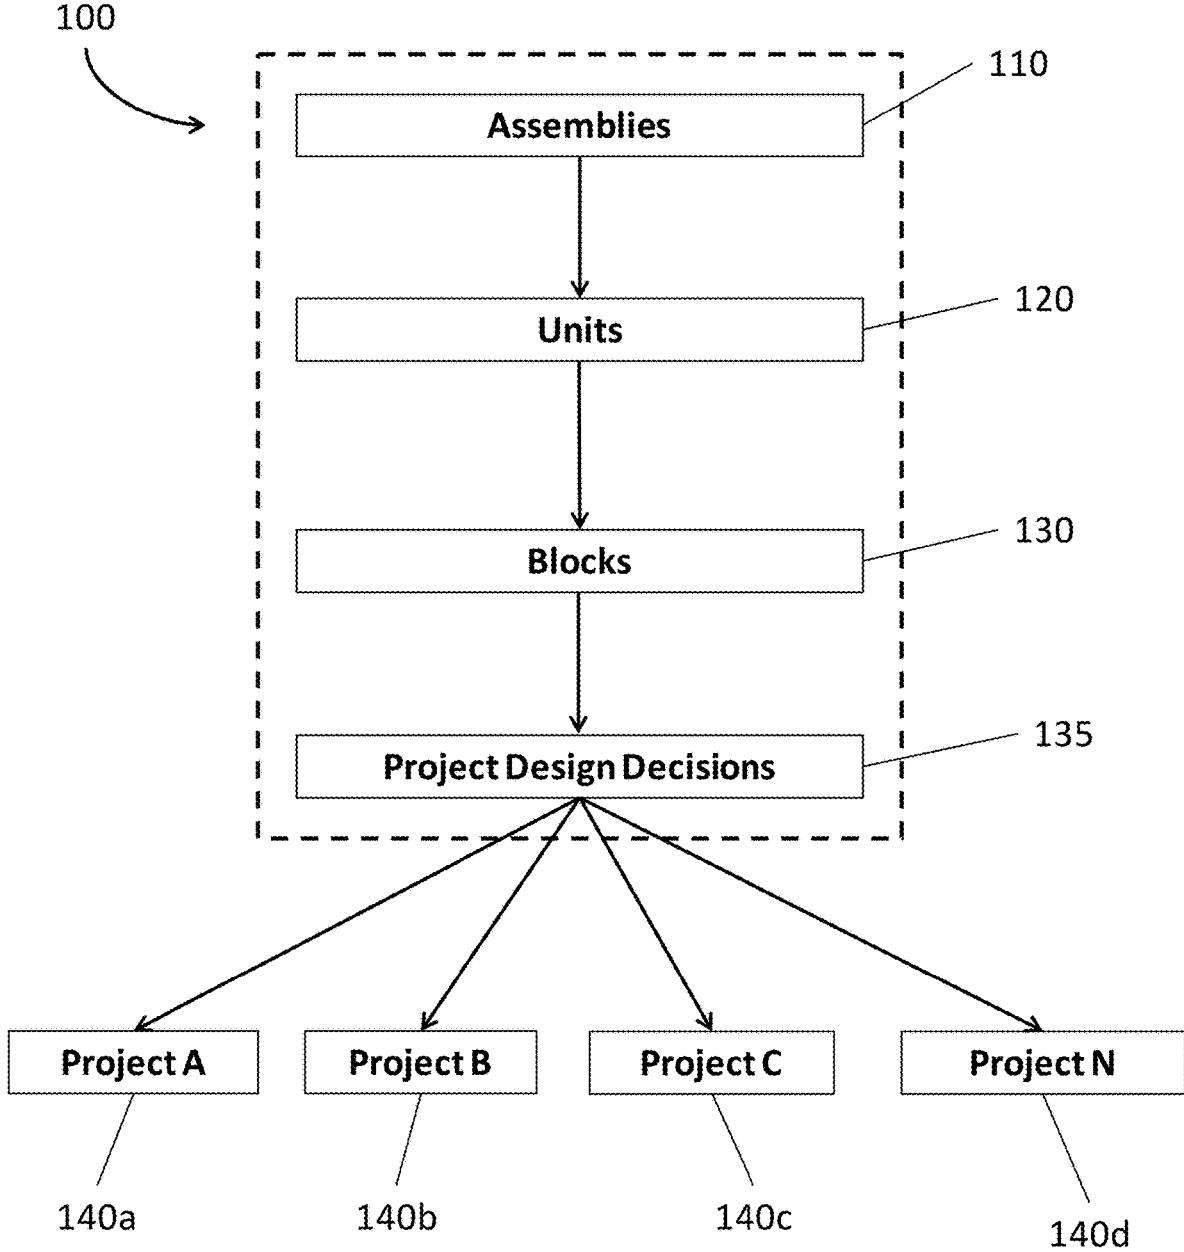 100
110
Assemblies
120
Units
130
Blocks
135
Project Design Decisions
Project A
Project B
Project C
Project N
140a
140b
140c
140d